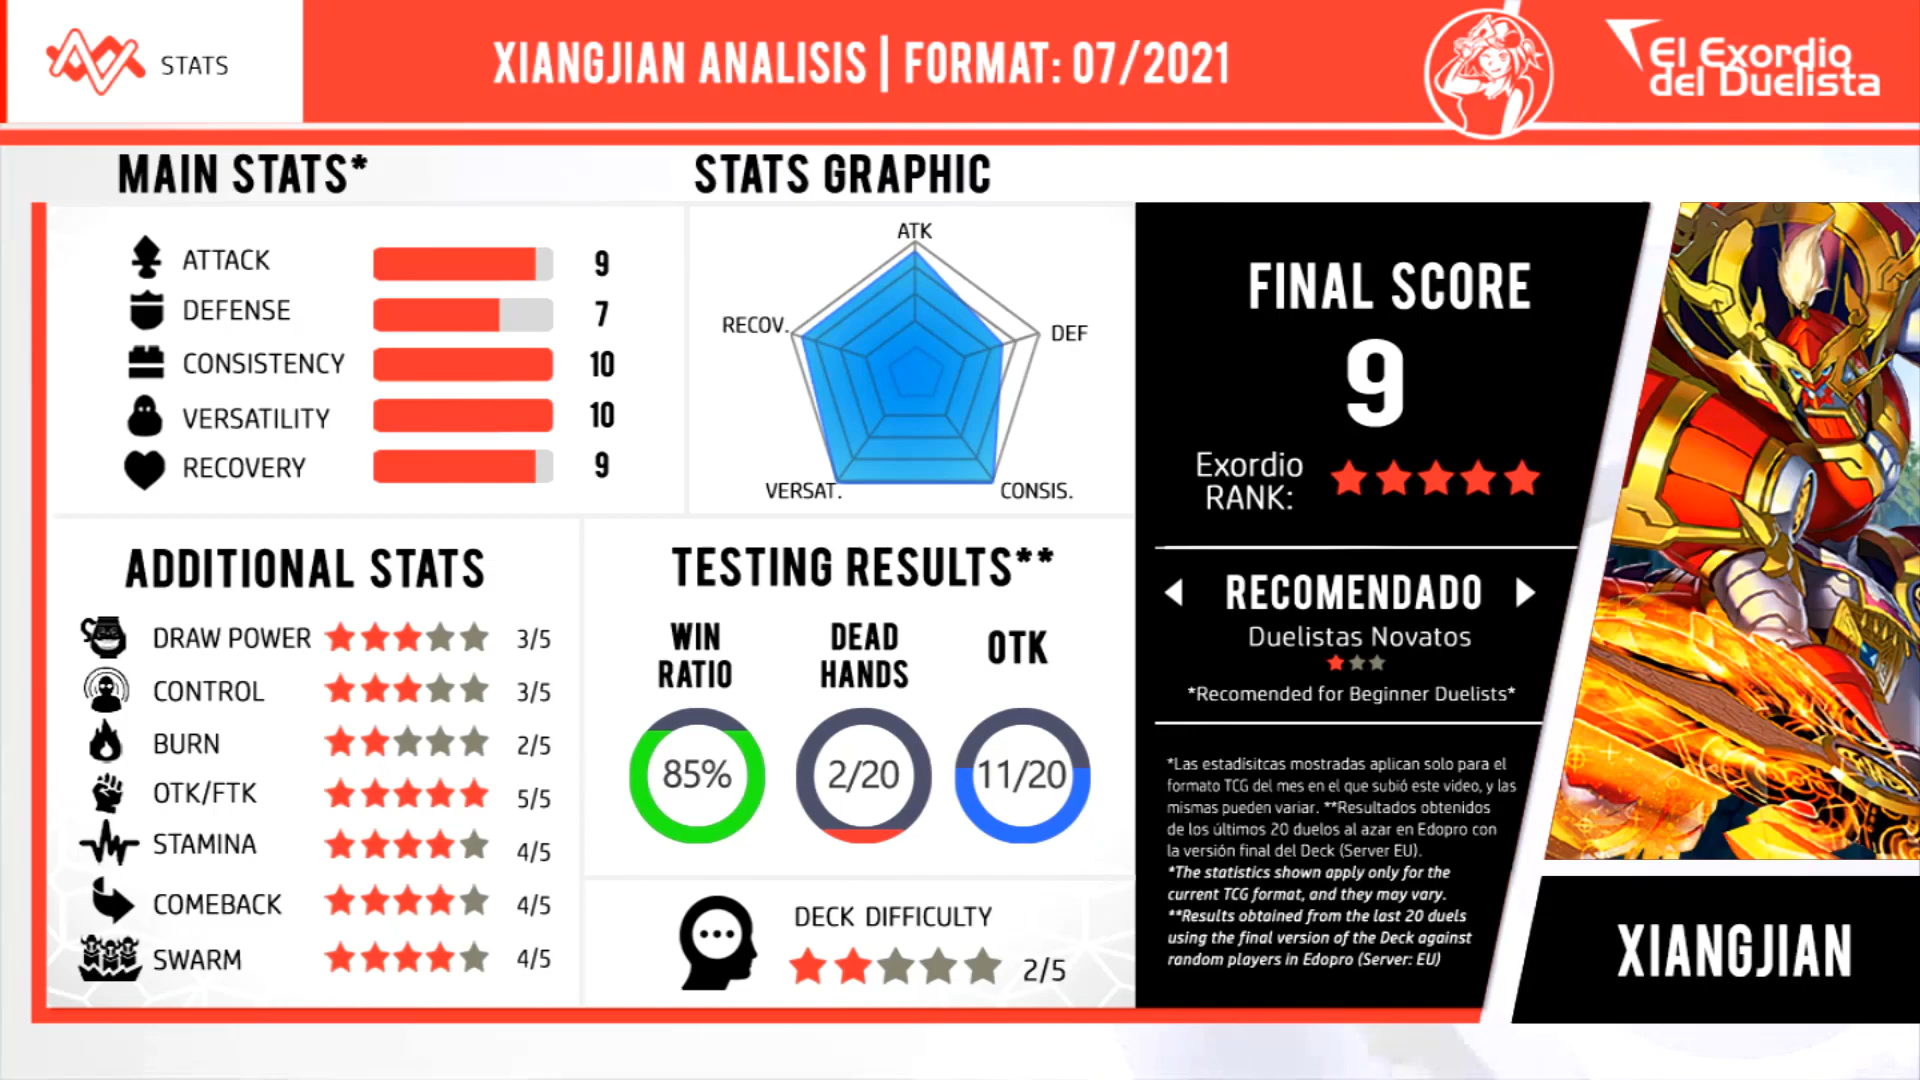 STATS
XIANGJIAN ANALISIS | FORMAT: 07/2021
El Exordio
del Duelista
MAIN STATS*
ATTACK 9
DEFENSE 7
CONSISTENCY 10
VERSATILITY 10
RECOVERY 9
STATS GRAPHIC
ATK
RECOV.
DEF
VERSAT.
CONSIS.
ADDITIONAL STATS
DRAW POWER 3/5
CONTROL 3/5
BURN 2/5
OTK/FTK 5/5
STAMINA 4/5
COMEBACK 4/5
SWARM 4/5
TESTING RESULTS**
WIN
RATIO
85%
DEAD
HANDS
2/20
OTK
11/20
DECK DIFFICULTY
2/5
FINAL SCORE
9
Exordio
RANK:
RECOMENDADO
Duelistas Novatos
*Recomended for Beginner Duelists*
*Las estadísitcas mostradas aplican solo para el
formato TCG del mes en el que subió este video, y las
mismas pueden variar. **Resultados obtenidos
de los últimos 20 duelos al azar en Edopro con
la versión final del Deck (Server EU).
*The statistics shown apply only for the
current TCG format, and they may vary.
**Results obtained from the last 20 duels
using the final version of the Deck against
random players in Edopro (Server: EU)
XIANGJIAN